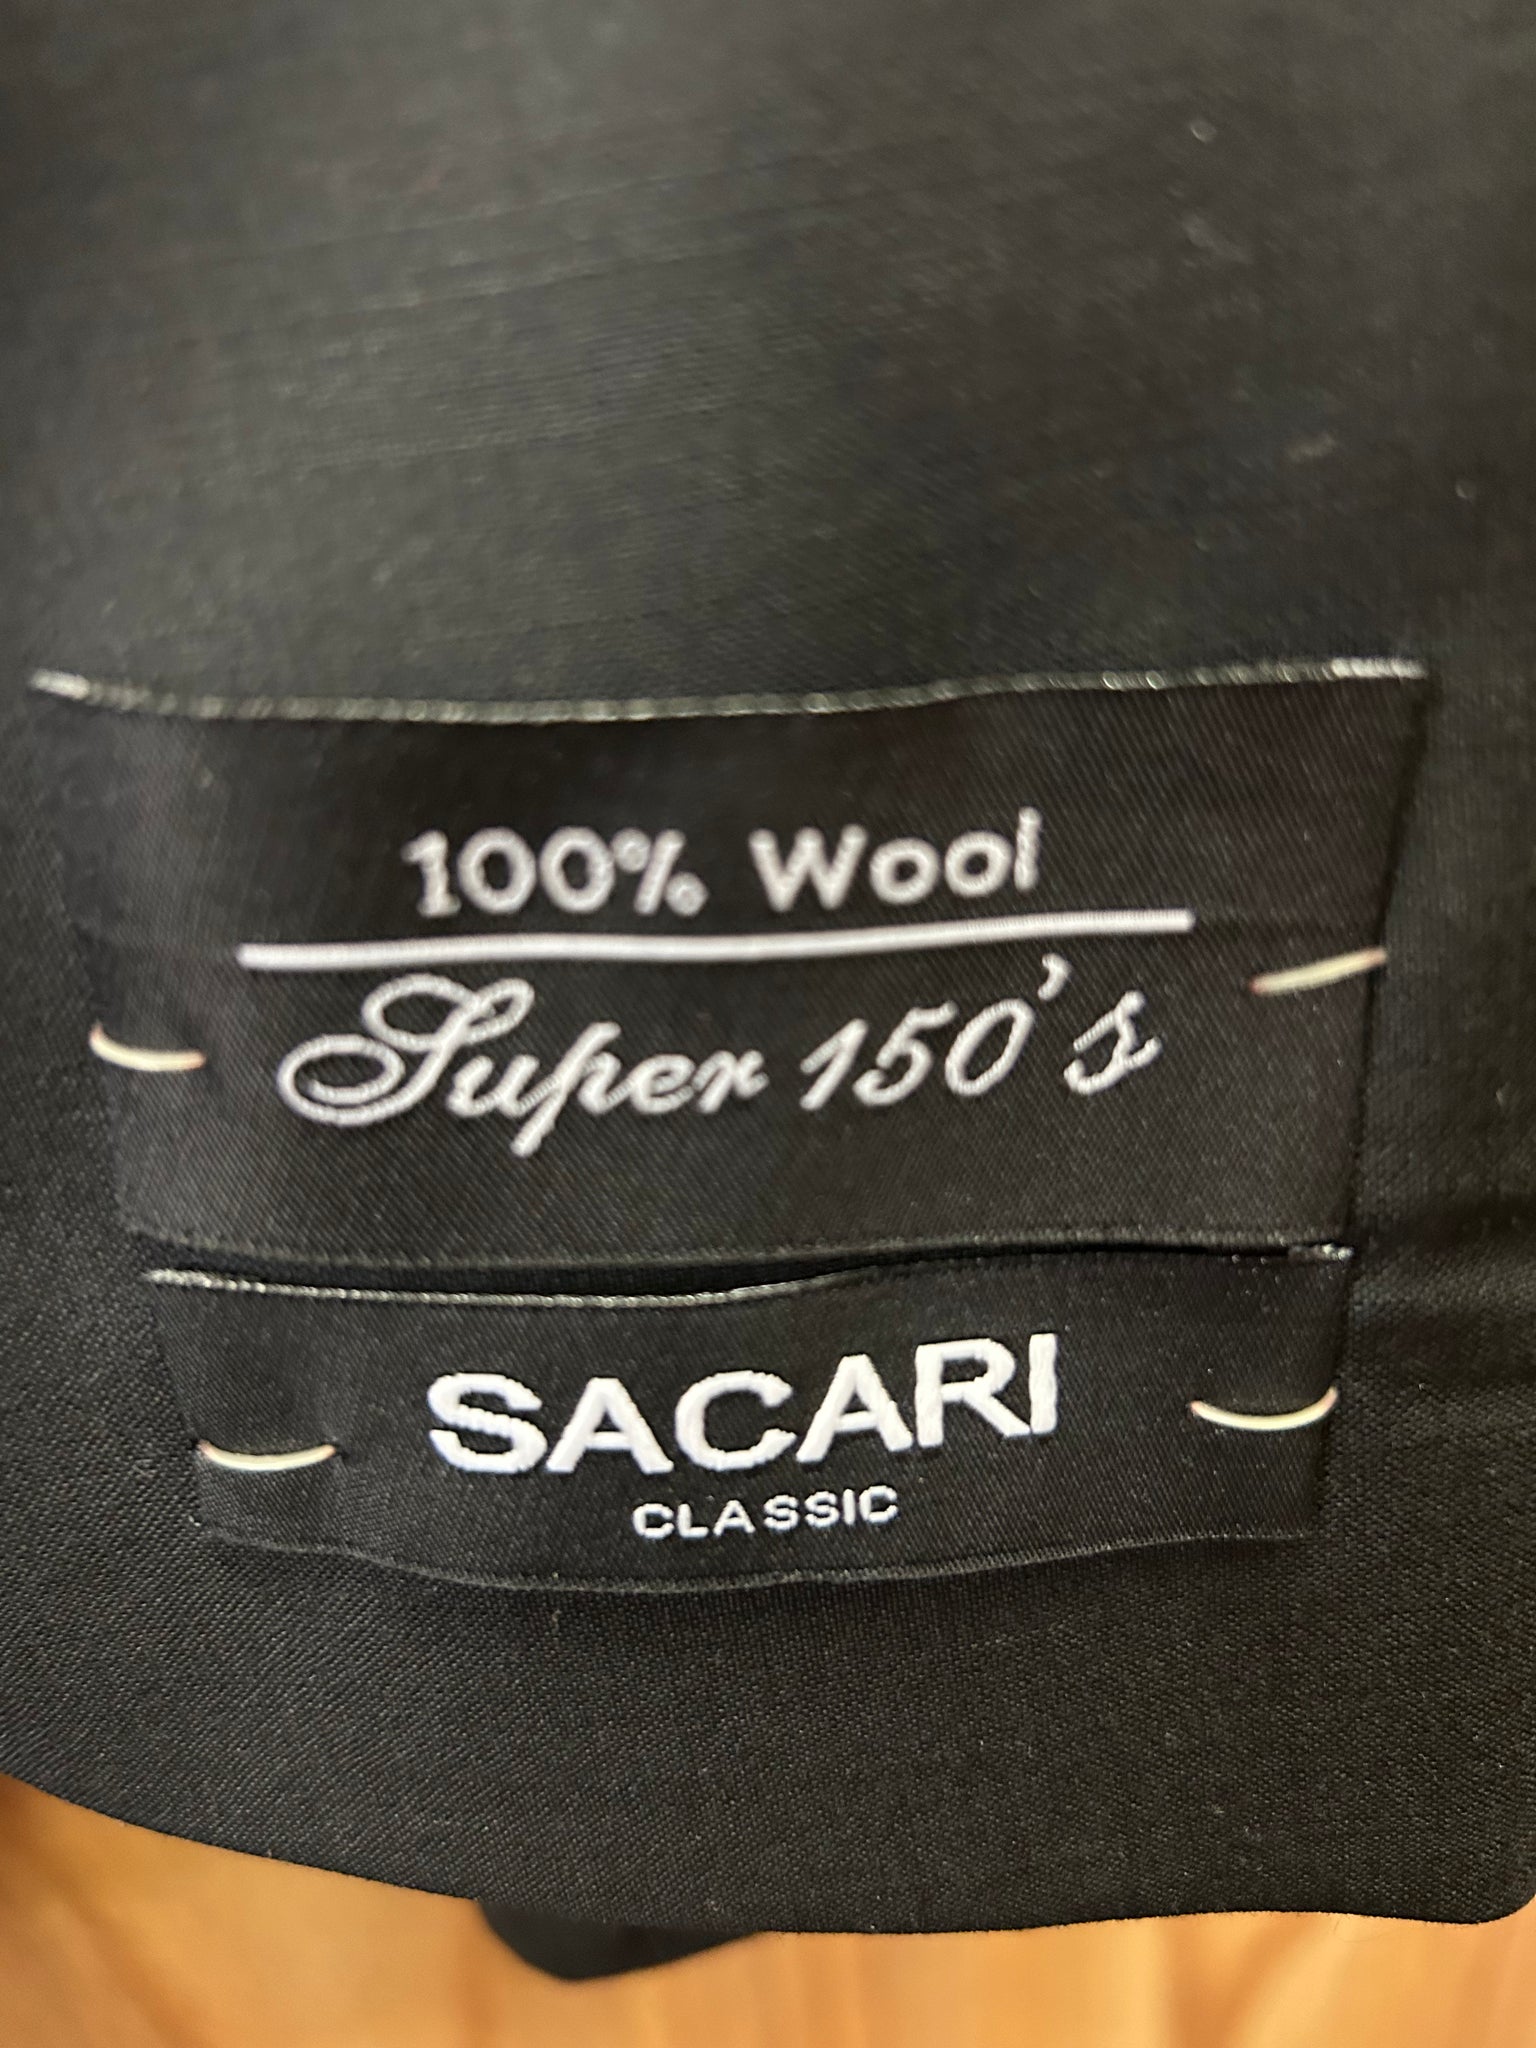 100% Wool
Super 150's
SACARI
CLASSIC